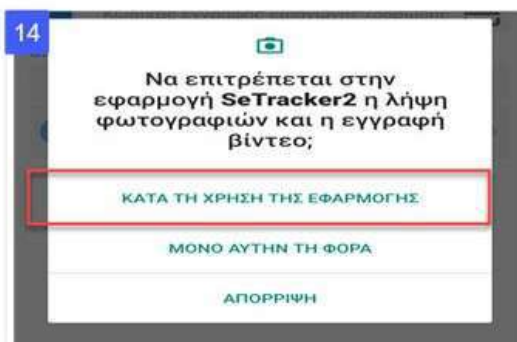 14
Να επιτρέπεται στην
εφαρμογή SeTracker2 η λήψη
φωτογραφιών και η εγγραφή
βίντεο;
ΚΑΤΑ ΤΗ ΧΡΗΣΗ ΤΗΣ ΕΦΑΡΜΟΓΗΣ
ΜΟΝΟ ΑΥΤΗΝ ΤΗ ΦΟΡΑ
ΑΠΟΡΡΙΨΗ